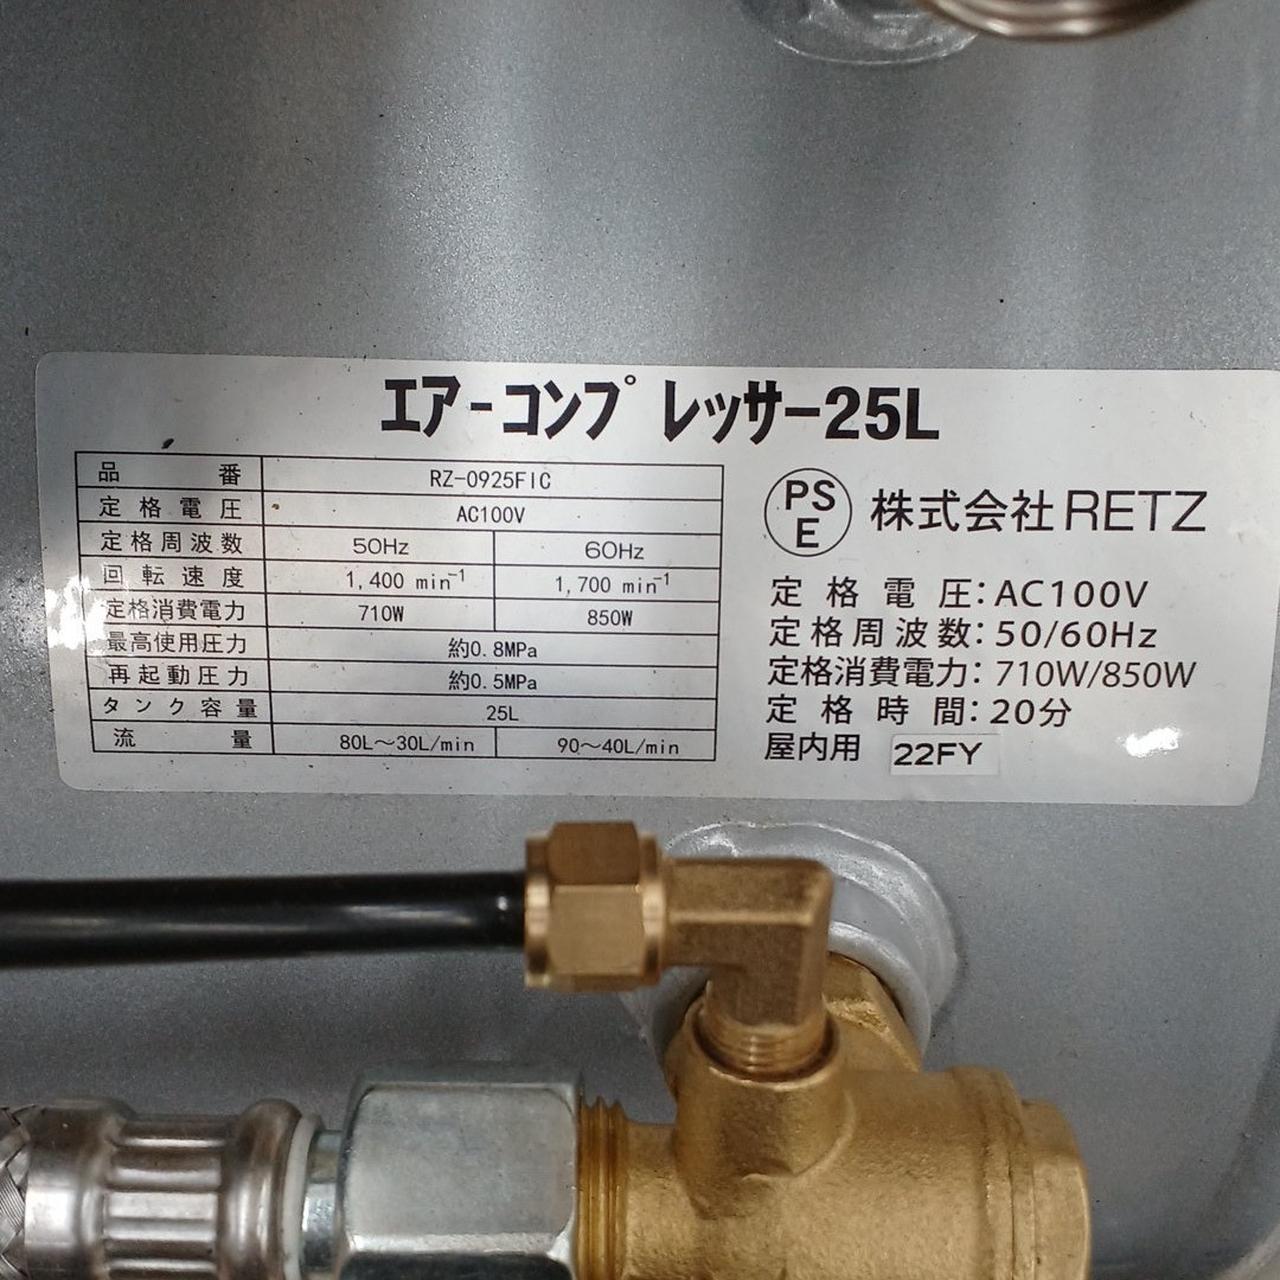 エアーコンプレッサー25L
品番 RZ-0925FIC
定格電圧 AC100V
定格周波数 50Hz 60Hz
回転速度 1,400 min⁻¹ 1,700 min⁻¹
定格消費電力 710W 850W
最高使用圧力 約0.8MPa
再起動圧力 約0.5MPa
タンク容量 25L
流量 80L～30L/min 90～40L/min
PSE 株式会社RETZ
定格電圧：AC100V
定格周波数：50/60Hz
定格消費電力：710W/850W
定格時間：20分
屋内用 22FY